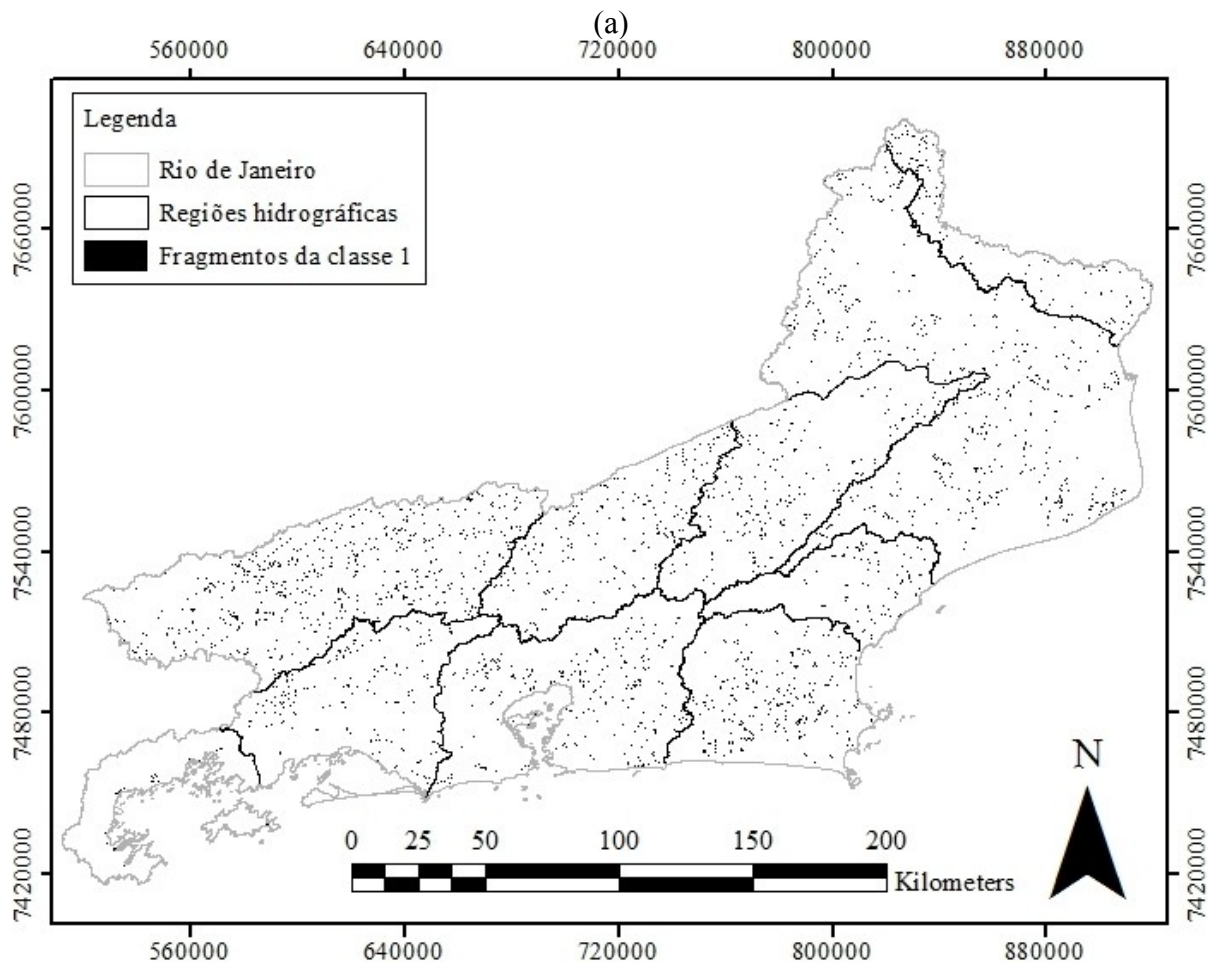 (a)
560000 640000 720000 800000 880000
Legenda
Rio de Janeiro
Regiões hidrográficas
Fragmentos da classe 1
7660000 7660000
7600000 7600000
7540000 7540000
7480000 7480000
7420000 7420000
N
0 25 50 100 150 200
Kilometers
560000 640000 720000 800000 880000